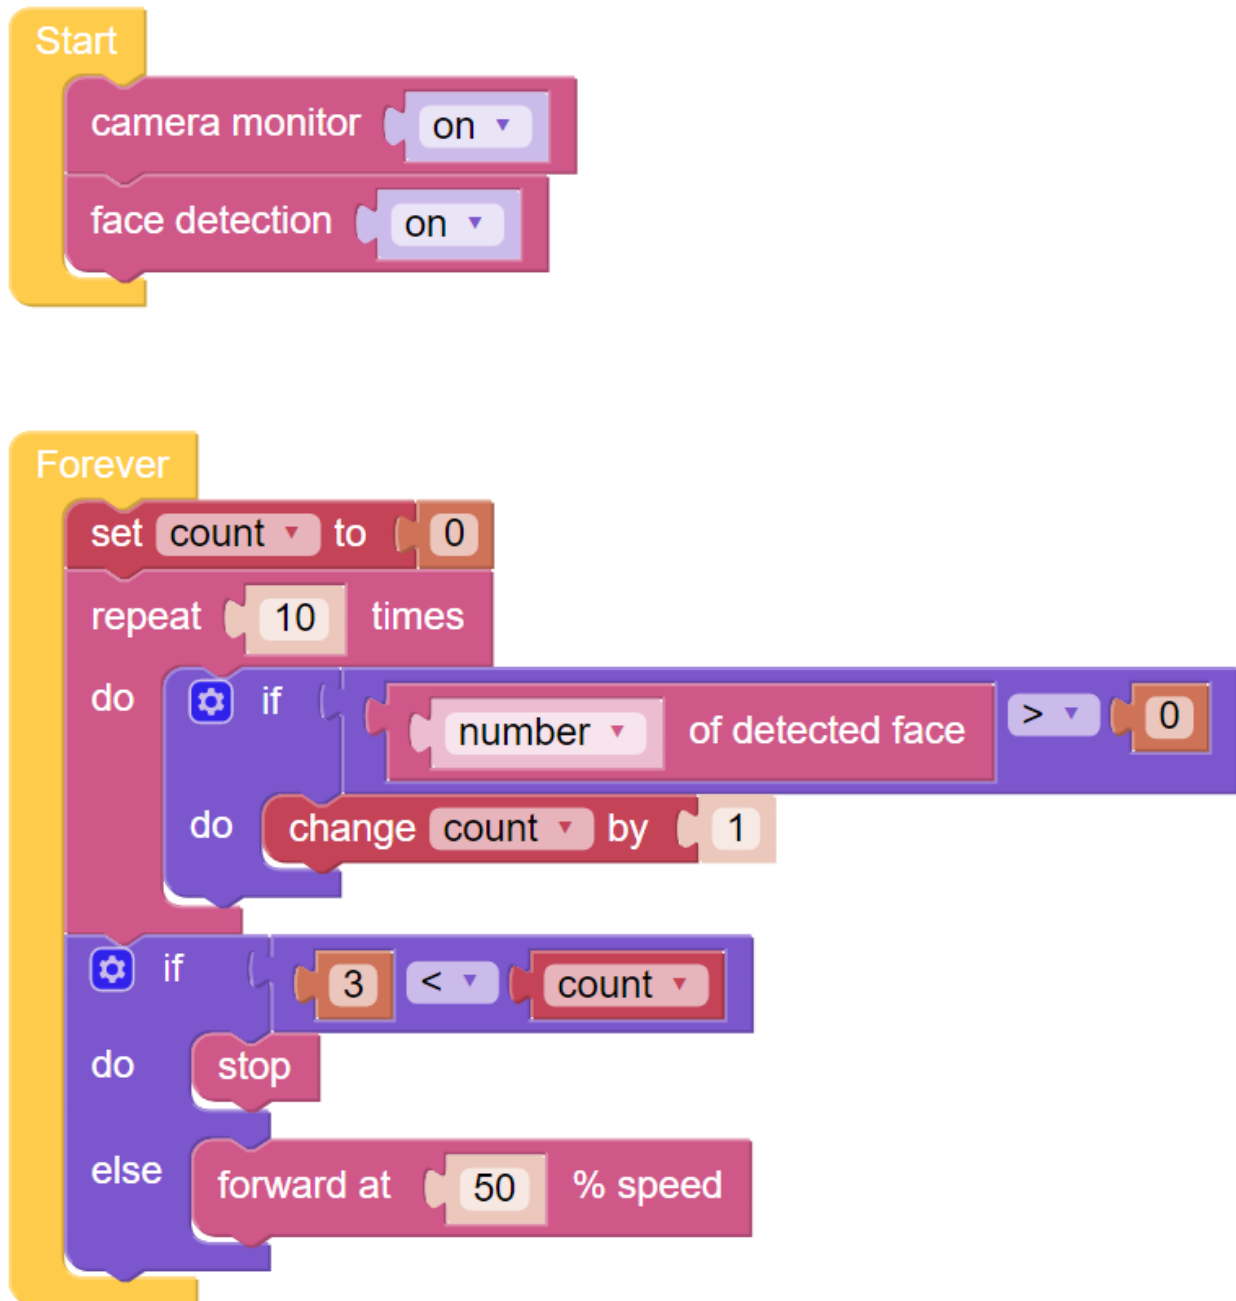 Start
camera monitor on
face detection on
Forever
set count to 0
repeat 10 times
do if number of detected face > 0
do change count by 1
if 3 < count
do stop
else forward at 50 % speed